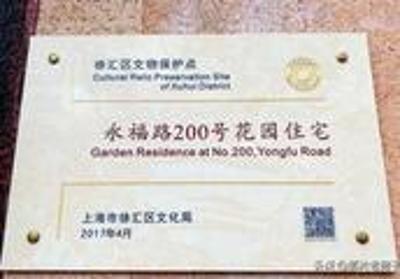 徐汇区文物保护点
Cultural Relic Preservation Site
of Xuhui District
永福路200号花园住宅
Garden Residence at No.200,Yongfu Road
上海市徐汇区文化局
2017年4月